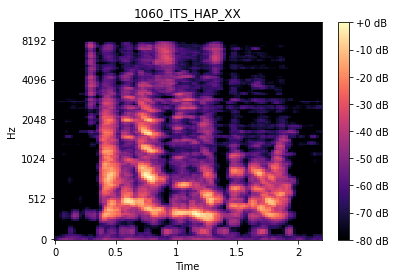 1060_ITS_HAP_XX
8192
4096
2048
1024
512
0
Hz
0
0.5
1
1.5
2
Time
+0 dB
-10 dB
-20 dB
-30 dB
-40 dB
-50 dB
-60 dB
-70 dB
-80 dB